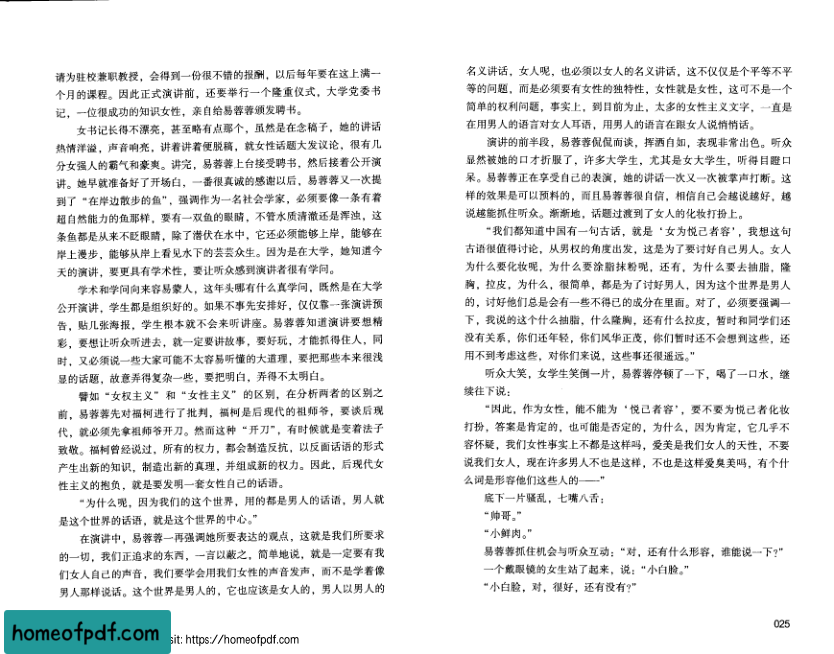 请为驻校兼职教授，会得到一份很不错的报酬，以后每年要在这上满一
个月的课程。因此正式演讲前，还要举行一个隆重仪式，大学党委书
记，一位很成功的知识女性，亲自给易蓉蓉颁发聘书。
女书记长得不漂亮，甚至略有点那个，虽然是在念稿子，她的讲话
热情洋溢，声音响亮，讲着讲着便脱稿，就女性话题大发议论，很有几
分女强人的霸气和豪爽。讲完，易蓉蓉上台接受聘书，然后接着公开演
讲。她早就准备好了开场白，一番很真诚的感谢以后，易蓉蓉又一次提
到了“在岸边散步的鱼”，强调作为一名社会学家，必须要像一条有着
超自然能力的鱼那样，要有一双鱼的眼睛，不管水质清澈还是浑浊，这
条鱼都是从来不眨眼睛，除了潜伏在水中，它还必须能够上岸，能够在
岸上漫步，能够从岸上看见水下的芸芸众生。因为是在大学，她知道今
天的演讲，要更具有学术性，要让听众感到演讲者很有学问。
学术和学问向来容易蒙人，这年头哪有什么真学问，既然是在大学
公开演讲，学生都是组织好的。如果不事先安排好，仅仅靠一张演讲预
告，贴几张海报，学生根本就不会来听讲座。易蓉蓉知道演讲要想精
彩，要想让听众听进去，就一定要讲故事，要好玩，才能抓得住人，同
时，又必须说一些大家可能不太容易听懂的大道理，要把那些本来很浅
显的话题，故意弄得复杂一些，要把明白，弄得不太明白。
譬如“女权主义”和“女性主义”的区别，在分析两者的区别之
前，易蓉蓉先对福柯进行了批判，福柯是后现代的祖师爷，要谈后现
代，就必须先拿祖师爷开刀。然而这种“开刀”，有时候就是变着法子
致敬。福柯曾经说过，所有的权力，都会制造反抗，以反面话语的形式
产生出新的知识，制造出新的真理，并组成新的权力。因此，后现代女
性主义的抱负，就是要发明一套女性自己的话语。
“为什么呢，因为我们的这个世界，用的都是男人的话语，男人就
是这个世界的话语，就是这个世界的中心。”
在演讲中，易蓉蓉一再强调她所要表达的观点，这就是我们所要求
的一切，我们正追求的东西，一言以蔽之，简单地说，就是一定要有我
们女人自己的声音，我们要学会用我们女性的声音发声，而不是学着像
男人那样说话。这个世界是男人的，它也应该是女人的，男人以男人的
名义讲话，女人呢，也必须以女人的名义讲话，这不仅仅是个平等不平
等的问题，而是必须要有女性的独特性，女性就是女性，这可不是一个
简单的权利问题，事实上，到目前为止，太多的女性主义文字，一直是
在用男人的语言对女人耳语，用男人的语言在跟女人说悄悄话。
演讲的前半段，易蓉蓉侃侃而谈，挥洒自如，表现非常出色。听众
显然被她的口才折服了，许多大学生，尤其是女大学生，听得目瞪口
呆。易蓉蓉正在享受自己的表演，她的讲话一次又一次被掌声打断。这
样的效果是可以预料的，而且易蓉蓉很自信，相信自己会越说越好，越
说越能抓住听众。渐渐地，话题过渡到了女人的化妆打扮上。
“我们都知道中国有一句古话，就是‘女为悦己者容’，我想这句
古语很值得讨论，从男权的角度出发，这是为了要讨好自己男人。女人
为什么要化妆呢，为什么要涂脂抹粉呢，还有，为什么要去抽脂，隆
胸，拉皮，为什么，很简单，都是为了讨好男人，因为这个世界是男人
的，讨好他们总是会有一些不得已的成分在里面。对了，必须要强调一
下，我说的这个什么抽脂，什么隆胸，还有什么拉皮，暂时和同学们还
没有关系，你们还年轻，你们风华正茂，你们暂时还不会想到这些，还
用不到考虑这些，对你们来说，这些事还很遥远。”
听众大笑，女学生笑倒一片，易蓉蓉停顿了一下，喝了一口水，继
续往下说：
“因此，作为女性，能不能为‘悦己者容’，要不要为悦己者化妆
打扮，答案是肯定的，也可能是否定的，为什么，因为肯定，它几乎不
容怀疑，我们女性事实上不都是这样吗，爱美是我们女人的天性，不要
说我们女人，现在许多男人不也是这样，不也是这样爱臭美吗，有个什
么词是形容他们这些人的——”
底下一片骚乱，七嘴八舌：
“帅哥。”
“小鲜肉。”
易蓉蓉抓住机会与听众互动：“对，还有什么形容，谁能说一下？”
一个戴眼镜的女生站了起来，说：“小白脸。”
“小白脸，对，很好，还有没有？”
025
homeofpdf.com
sit: https://homeofpdf.com